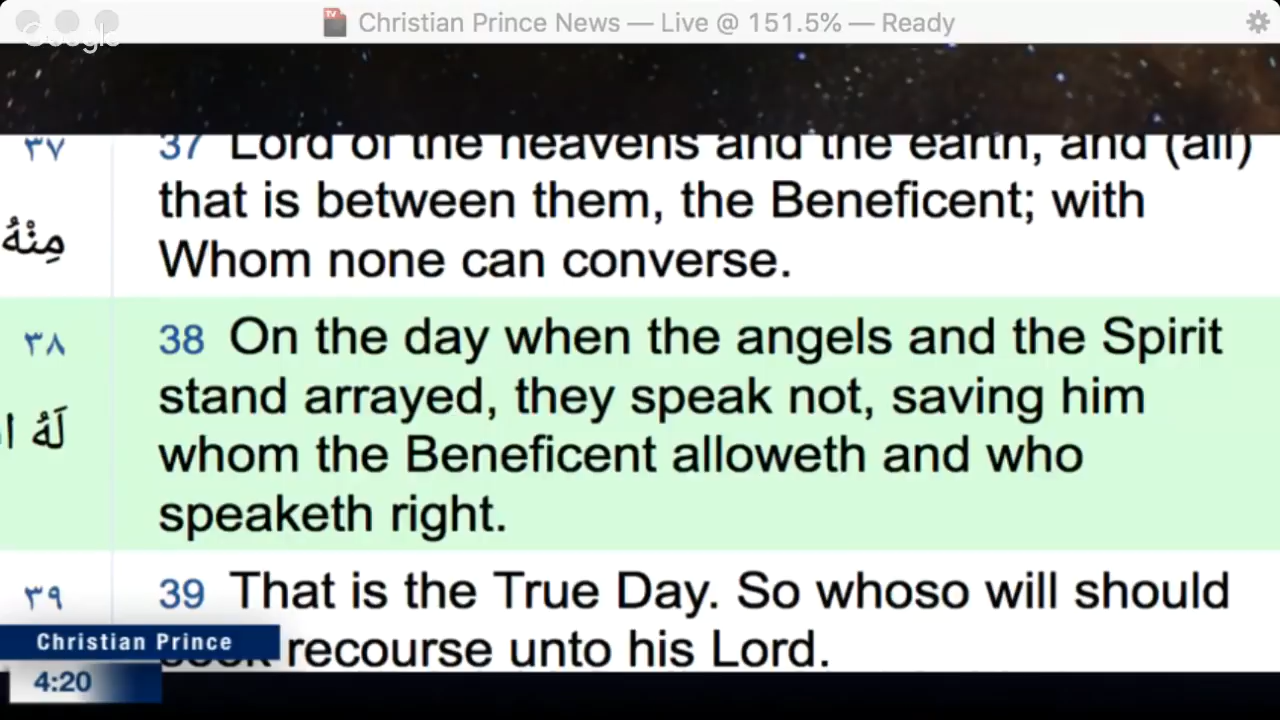 Christian Prince News — Live @ 151.5% — Ready
Google
٣٧ 37 Lord of the heavens and the earth, and (all)
that is between them, the Beneficent; with
مِنْهُ
Whom none can converse.
٣٨ 38 On the day when the angels and the Spirit
stand arrayed, they speak not, saving him
لَهُ
whom the Beneficent alloweth and who
speaketh right.
٣٩ 39 That is the True Day. So whoso will should
recourse unto his Lord.
Christian Prince
4:20